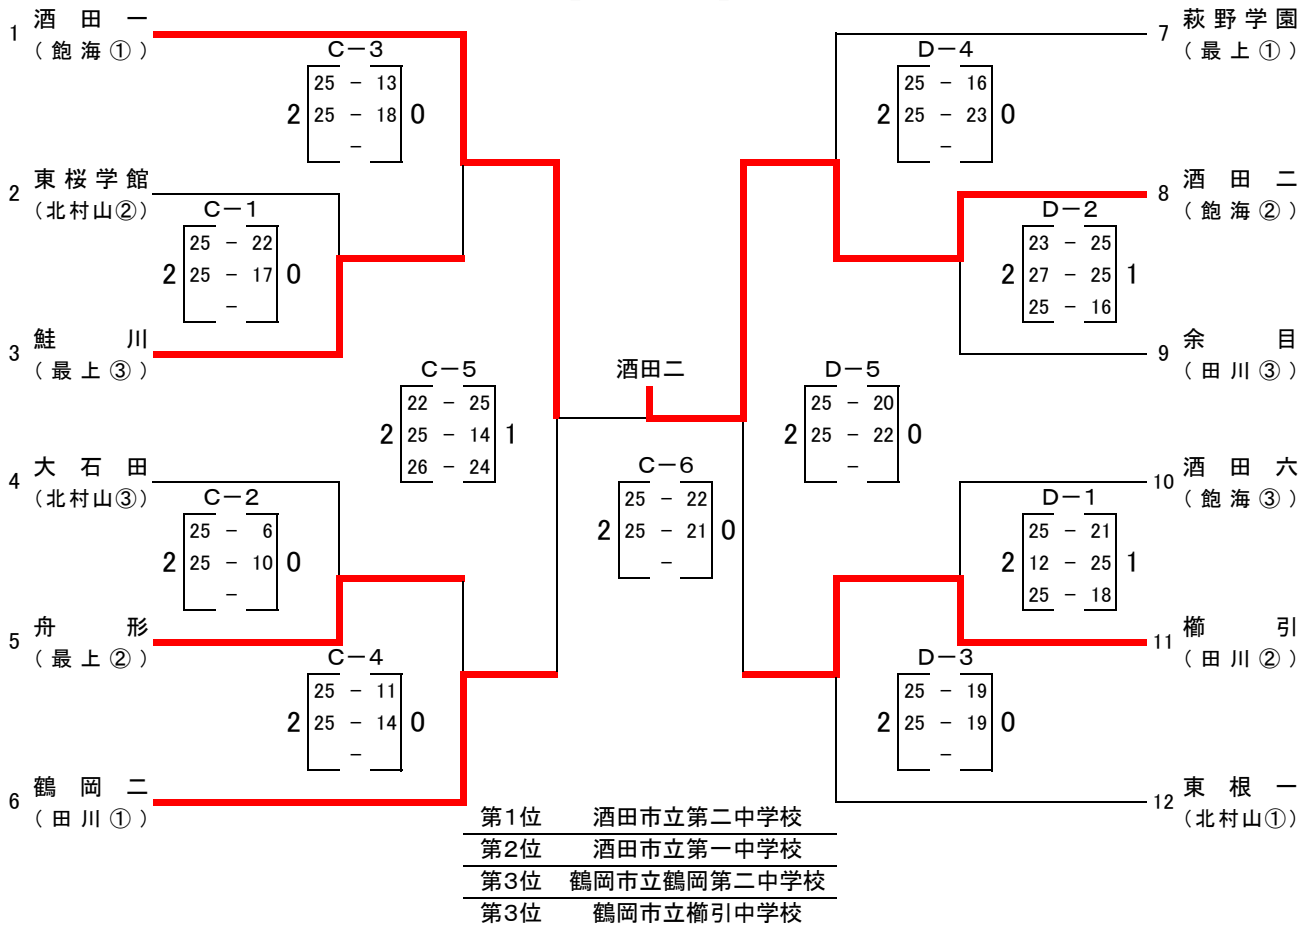 1 酒田一
(飽海①)
C－3
25 － 13
2 25 － 18 0
－
2 東桜学館
(北村山②)
C－1
25 － 22
2 25 － 17 0
－
3 鮭川
(最上③)
C－5
22 － 25
2 25 － 14 1
26 － 24
4 大石田
(北村山③)
C－2
25 － 6
2 25 － 10 0
－
5 舟形
(最上②)
C－4
25 － 11
2 25 － 14 0
－
6 鶴岡二
(田川①)
酒田二
C－6
25 － 22
2 25 － 21 0
－
7 萩野学園
(最上①)
D－4
25 － 16
2 25 － 23 0
－
8 酒田二
(飽海②)
D－2
23 － 25
2 27 － 25 1
25 － 16
9 余目
(田川③)
D－5
25 － 20
2 25 － 22 0
－
10 酒田六
(飽海③)
D－1
25 － 21
2 12 － 25 1
25 － 18
11 櫛引
(田川②)
D－3
25 － 19
2 25 － 19 0
－
12 東根一
(北村山①)
第1位 酒田市立第二中学校
第2位 酒田市立第一中学校
第3位 鶴岡市立鶴岡第二中学校
第3位 鶴岡市立櫛引中学校